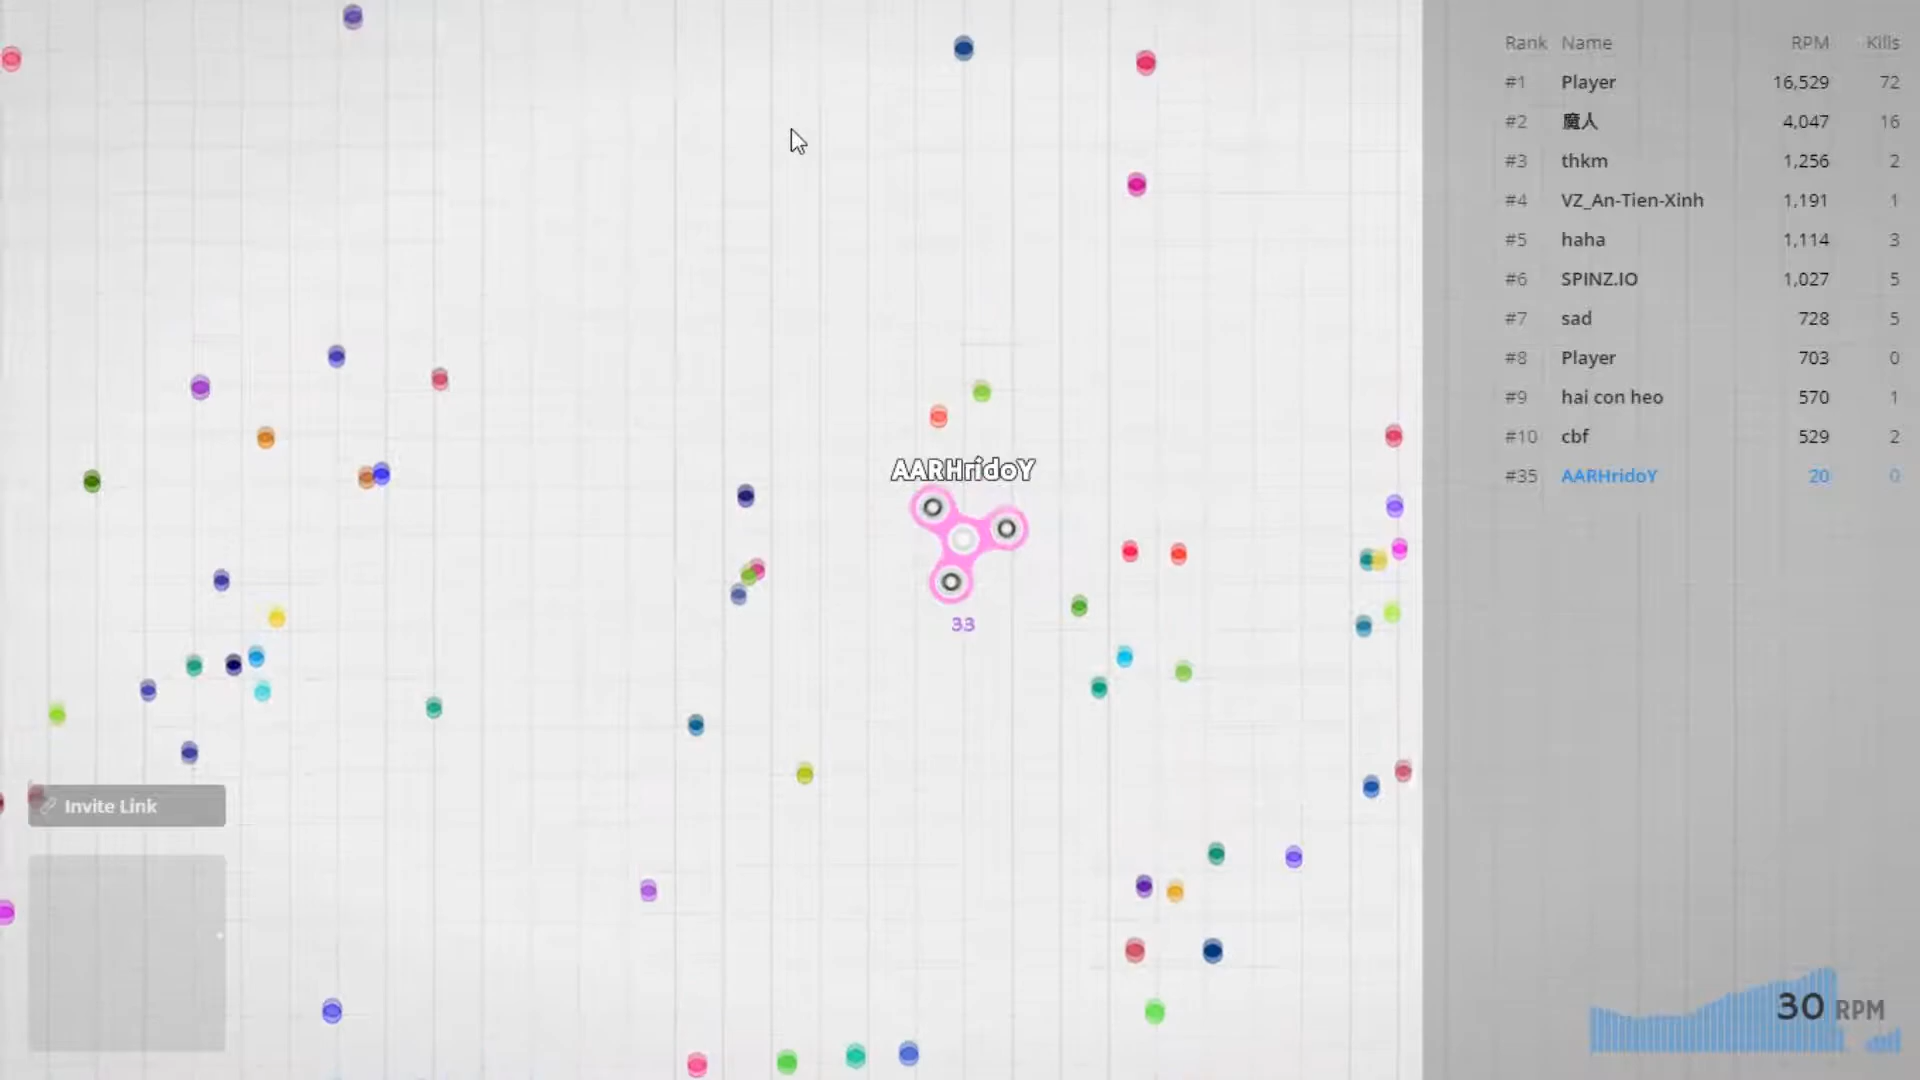 Rank Name RPM Kills
#1 Player 16,529 72
#2 魔人 4,047 16
#3 thkm 1,256 2
#4 VZ_An-Tien-Xinh 1,191 1
#5 haha 1,114 3
#6 SPINZ.IO 1,027 5
#7 sad 728 5
#8 Player 703 0
#9 hai con heo 570 1
#10 cbf 529 2
#35 AARHridoY 20 0
AARHridoY
33
Invite Link
30 RPM